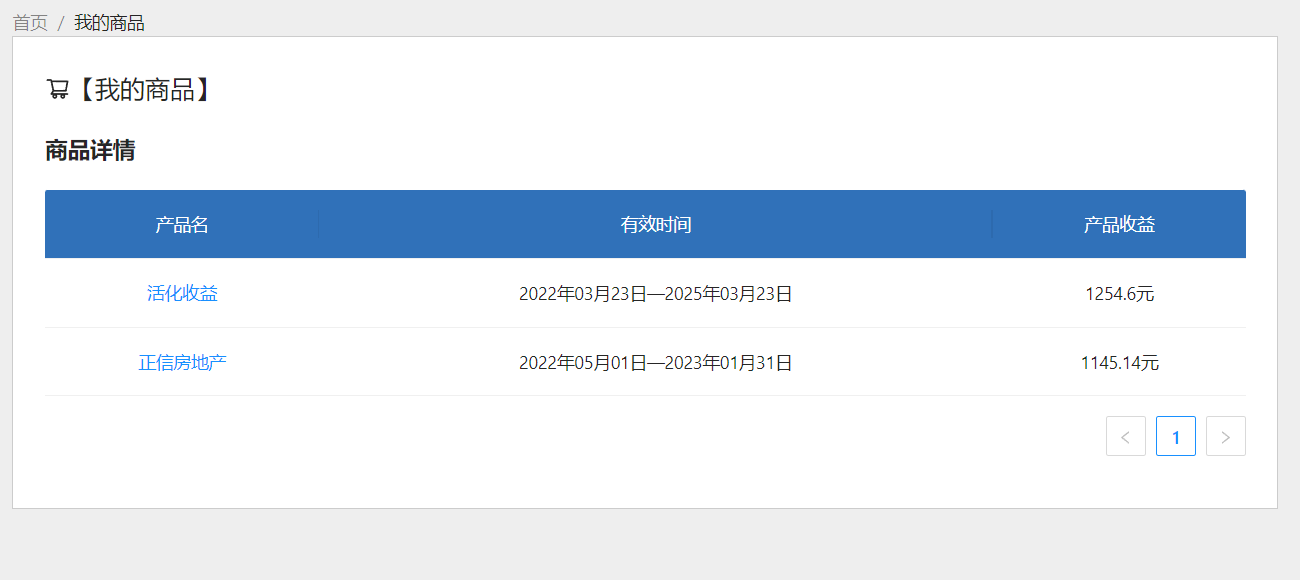 首页 / 我的商品
【我的商品】
商品详情
产品名 有效时间 产品收益
活化收益 2022年03月23日—2025年03月23日 1254.6元
正信房地产 2022年05月01日—2023年01月31日 1145.14元
< 1 >